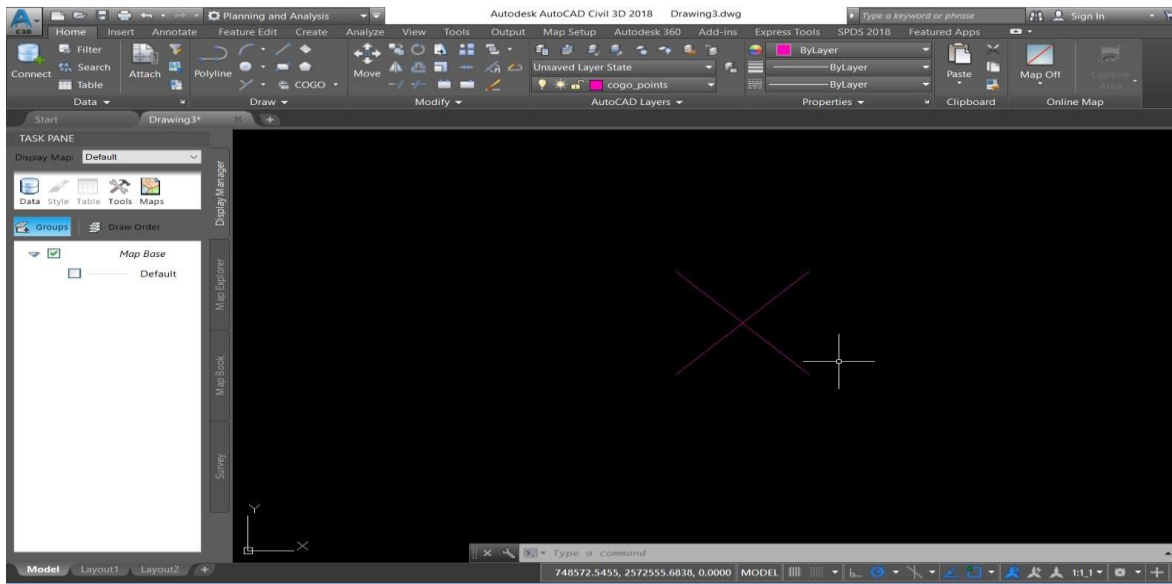 Planning and Analysis Autodesk AutoCAD Civil 3D 2018 Drawing3.dwg Type a keyword or phrase Sign In
C3D Home Insert Annotate Feature Edit Create Analyze View Tools Output Map Setup Autodesk 360 Add-ins Express Tools SPDS 2018 Featured Apps
Connect Filter Search Table Attach Polyline COGO Move Unsaved Layer State cogo_points ByLayer ByLayer ByLayer Paste Map Off Capture Area
Data Draw Modify AutoCAD Layers Properties Clipboard Online Map
Start Drawing3*
TASK PANE
Display Map: Default
Data Style Table Tools Maps
Groups Draw Order
Map Base
Default
Display Manager
Map Explorer
Map Book
Survey
Y
X
Type a command
Model Layout1 Layout2 + 748572.5455, 2572555.6838, 0.0000 MODEL 1:1_1